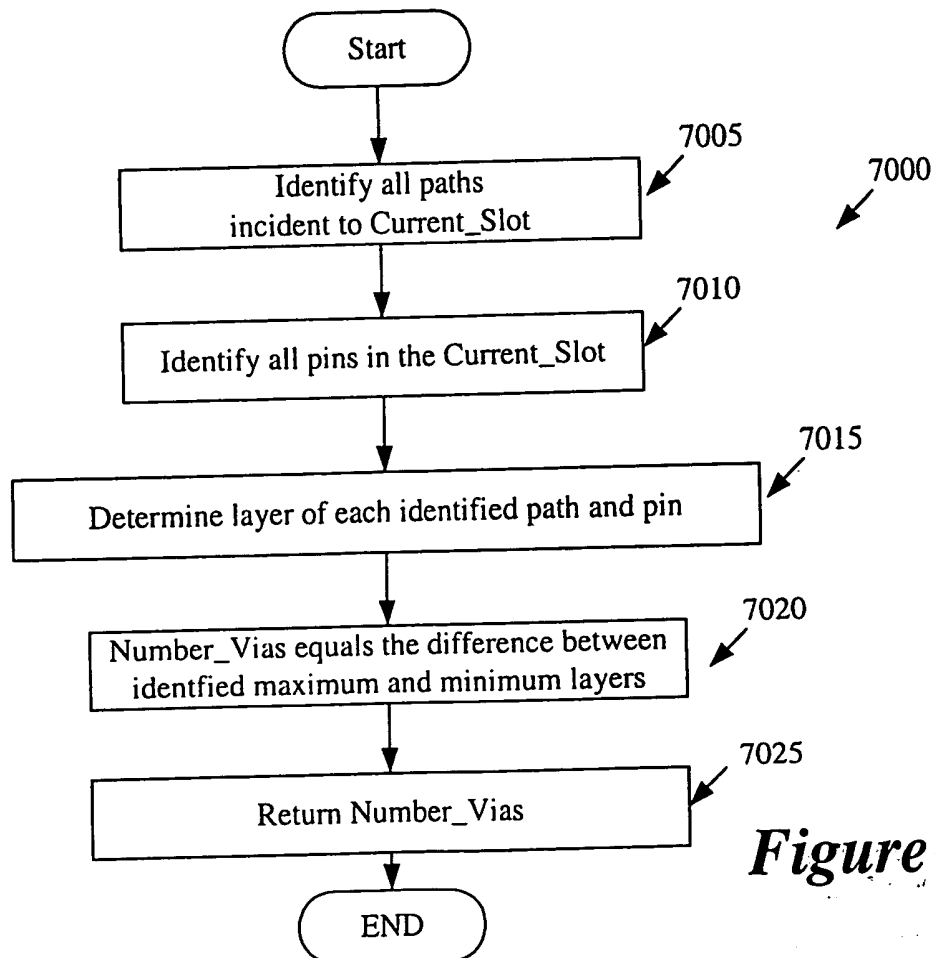 Start
7005
Identify all paths
incident to Current_Slot
7000
7010
Identify all pins in the Current_Slot
7015
Determine layer of each identified path and pin
7020
Number_Vias equals the difference between
identfied maximum and minimum layers
7025
Return Number_Vias
Figure
END